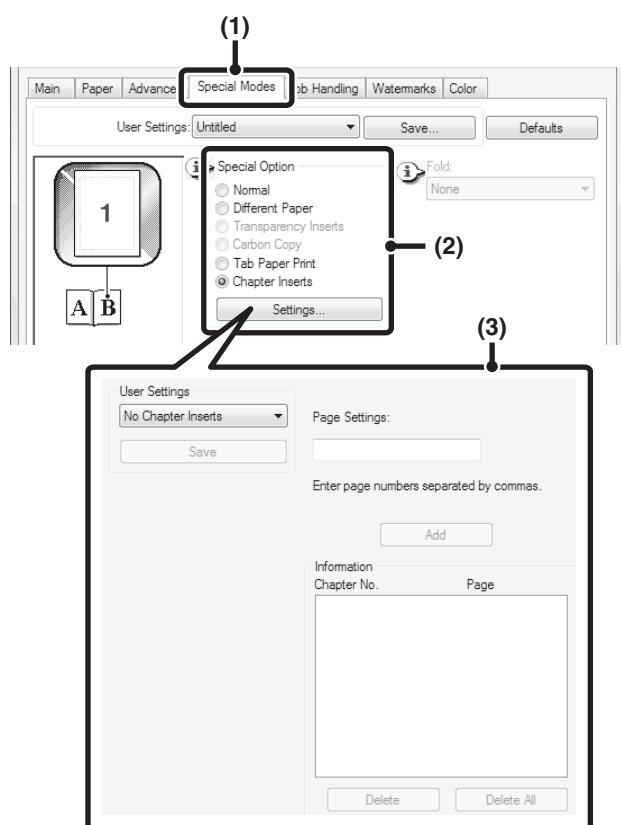 (1)
Main Paper Advance Special Modes ob Handling Watermarks Color
User Settings: Untitled Save... Defaults
Special Option Fold:
1 Normal None
Different Paper
Transparency Inserts
Carbon Copy
(2)
Tab Paper Print
Chapter Inserts
A B
Settings...
(3)
User Settings
No Chapter Inserts Page Settings:
Save
Enter page numbers separated by commas.
Add
Information
Chapter No. Page
Delete Delete All